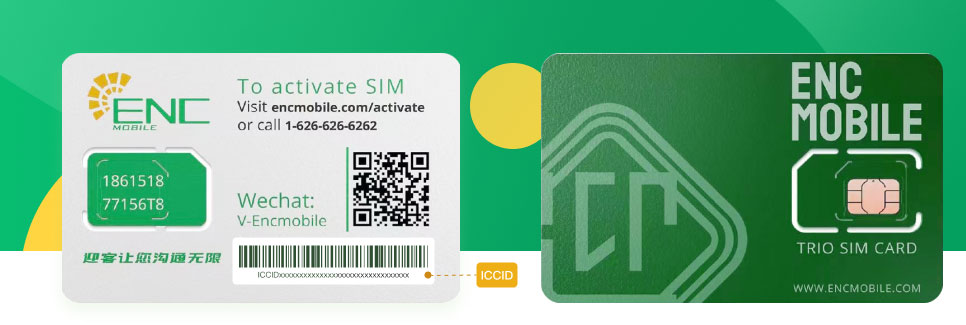 ENC
MOBILE
To activate SIM
Visit encmobile.com/activate
or call 1-626-626-6262
1861518
77156T8
Wechat:
V-Encmobile
迎客让您沟通无限
ICCIDxxxxxxxxxxxxxxxxxxxxxxxxxxxxxxxx
ICCID
ENC
MOBILE
TRIO SIM CARD
WWW.ENCMOBILE.COM